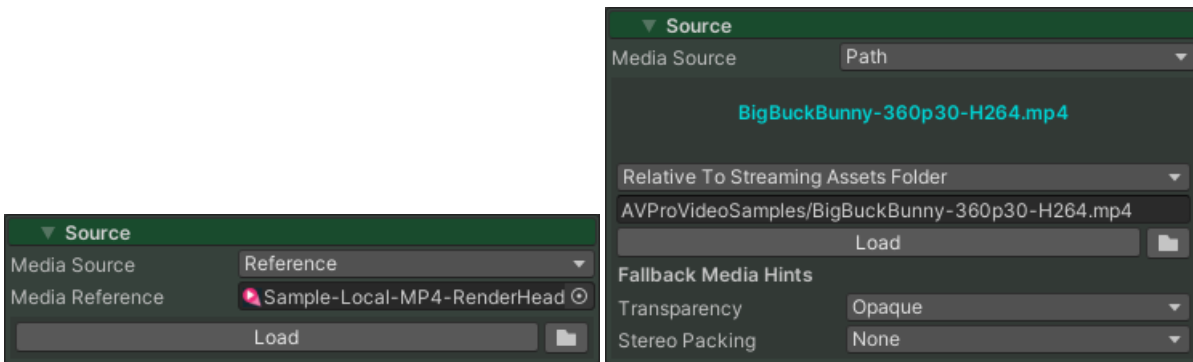 Source
Media Source Reference
Media Reference Sample-Local-MP4-RenderHead
Load
Source
Media Source Path
BigBuckBunny-360p30-H264.mp4
Relative To Streaming Assets Folder
AVProVideoSamples/BigBuckBunny-360p30-H264.mp4
Load
Fallback Media Hints
Transparency Opaque
Stereo Packing None